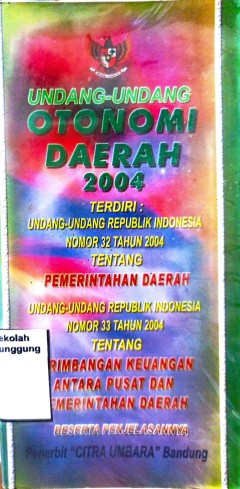 UNDANG-UNDANG
OTONOMI
DAERAH
2004
TERDIRI :
UNDANG-UNDANG REPUBLIK INDONESIA
NOMOR 32 TAHUN 2004
TENTANG
PEMERINTAHAN DAERAH
UNDANG-UNDANG REPUBLIK INDONESIA
NOMOR 33 TAHUN 2004
TENTANG
ekolah
unggung
RIMBANGAN KEUANGAN
ANTARA PUSAT DAN
EMERINTAHAN DAERAH
BESERTA PENJELASANNYA
Penerbit "CITRA UMBARA" Bandung